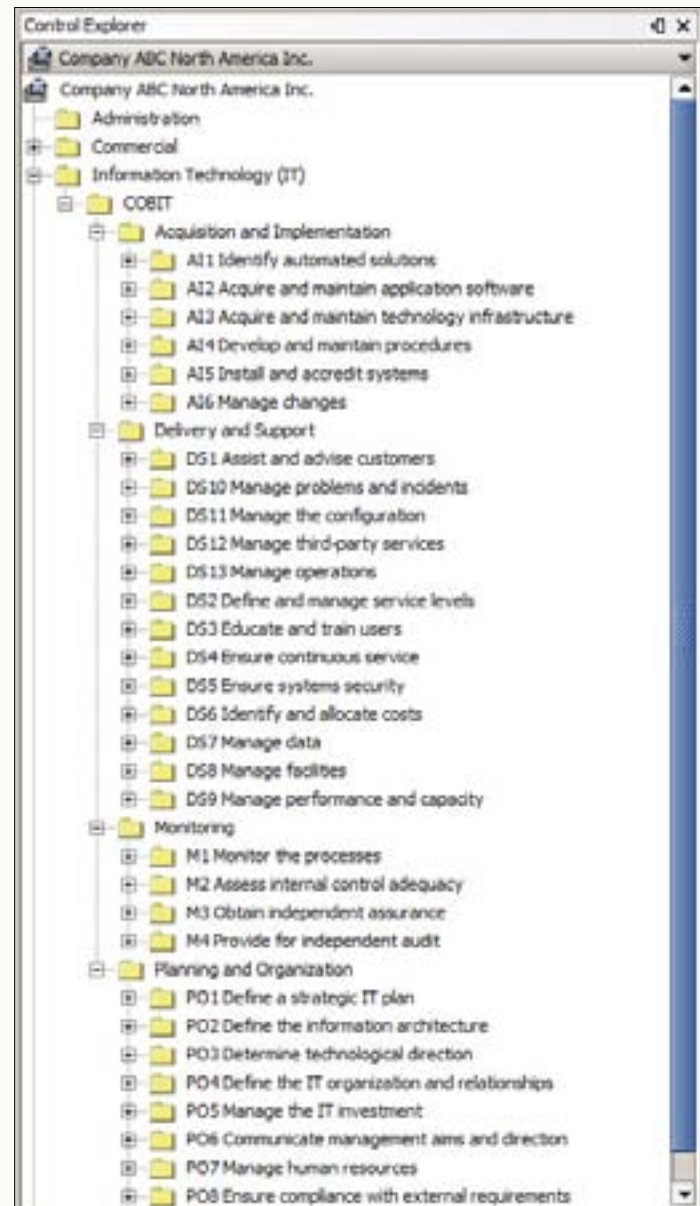 Control Explorer
Company ABC North America Inc.
Company ABC North America Inc.
Administration
Commercial
Information Technology (IT)
COBIT
Acquisition and Implementation
AI1 Identify automated solutions
AI2 Acquire and maintain application software
AI3 Acquire and maintain technology infrastructure
AI4 Develop and maintain procedures
AI5 Install and accredit systems
AI6 Manage changes
Delivery and Support
DS1 Assist and advise customers
DS10 Manage problems and incidents
DS11 Manage the configuration
DS12 Manage third-party services
DS13 Manage operations
DS2 Define and manage service levels
DS3 Educate and train users
DS4 Ensure continuous service
DS5 Ensure systems security
DS6 Identify and allocate costs
DS7 Manage data
DS8 Manage facilities
DS9 Manage performance and capacity
Monitoring
M1 Monitor the processes
M2 Assess internal control adequacy
M3 Obtain independent assurance
M4 Provide for independent audit
Planning and Organization
PO1 Define a strategic IT plan
PO2 Define the information architecture
PO3 Determine technological direction
PO4 Define the IT organization and relationships
PO5 Manage the IT investment
PO6 Communicate management aims and direction
PO7 Manage human resources
PO8 Ensure compliance with external requirements